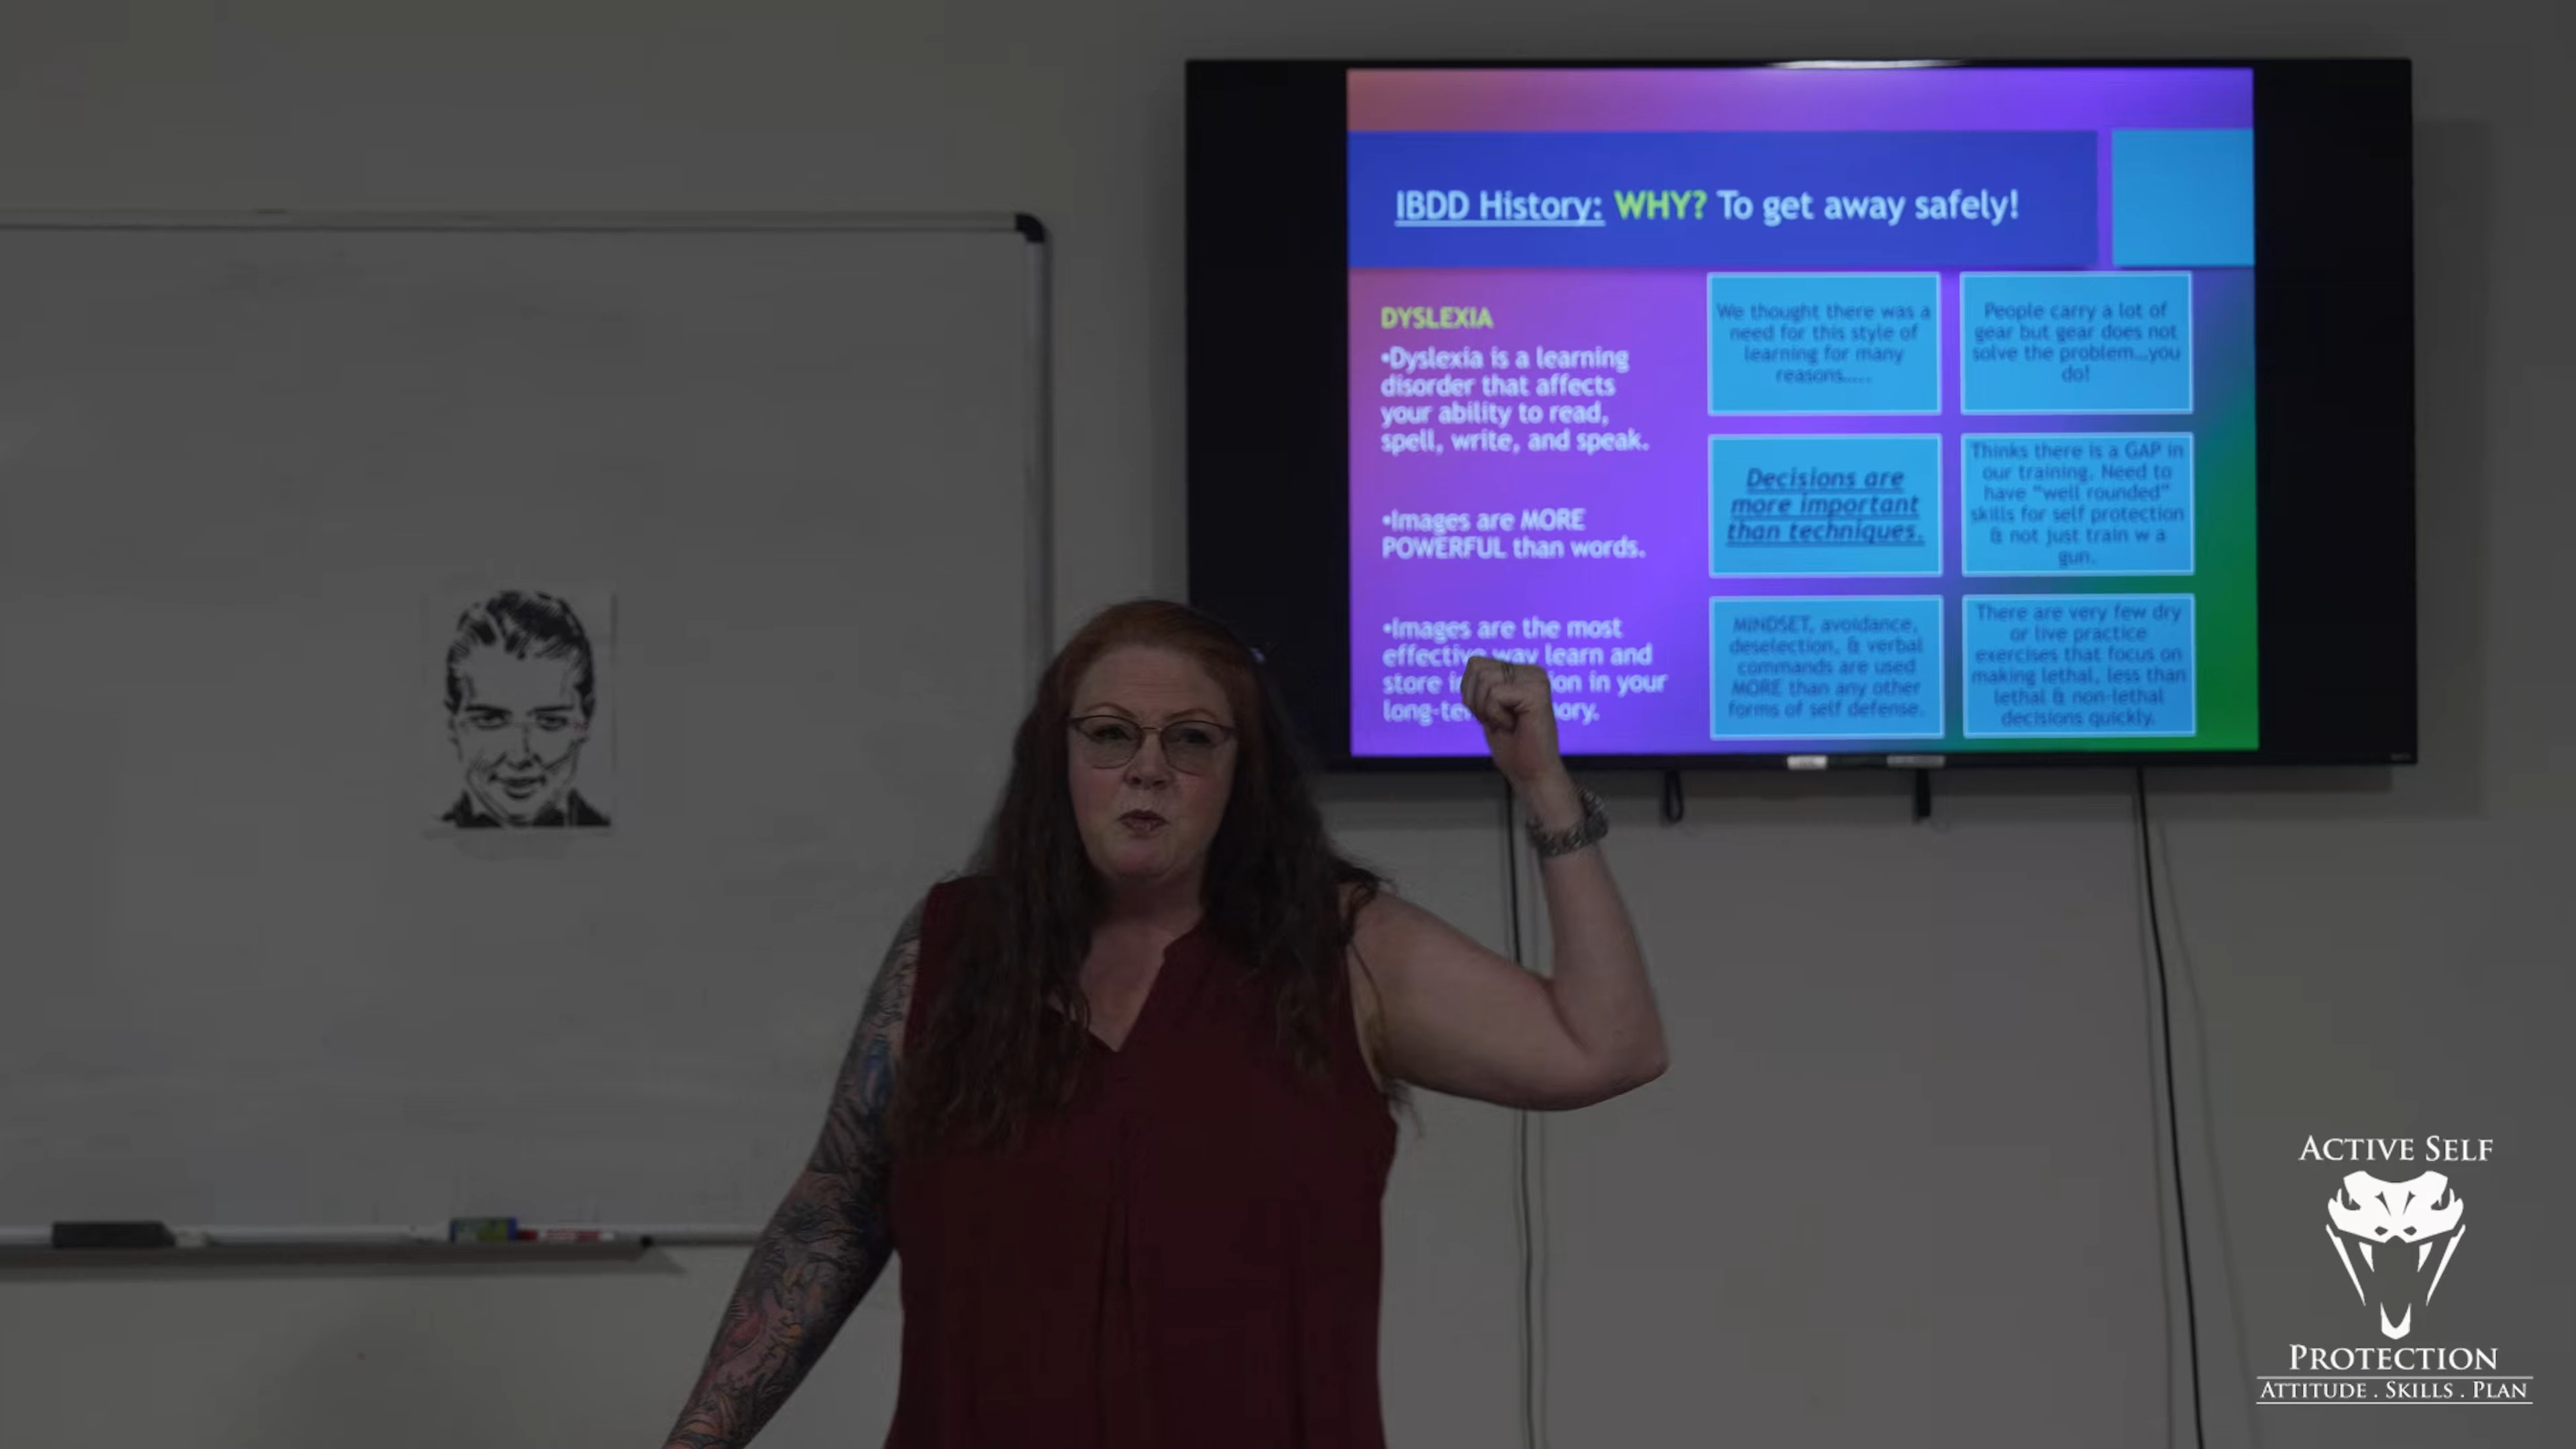 IBDD History: WHY? To get away safely!
DYSLEXIA
•Dyslexia is a learning
disorder that affects
your ability to read,
spell, write, and speak.
•Images are MORE
POWERFUL than words.
•Images are the most
effective way learn and
store in your
long-te
We thought there was a
need for this style of
learning for many
reasons.....
People carry a lot of
gear but gear does not
solve the problem...you
do!
Decisions are
more important
than techniques.
Thinks there is a GAP in
our training. Need to
have "well rounded"
skills for self protection
& not just train w a
gun.
MINDSET, avoidance,
deselection, & verbal
commands are used
MORE than any other
forms of self defense.
There are very few dry
or live practice
exercises that focus on
making lethal, less than
lethal & non-lethal
decisions quickly.
ACTIVE SELF
PROTECTION
ATTITUDE . SKILLS . PLAN